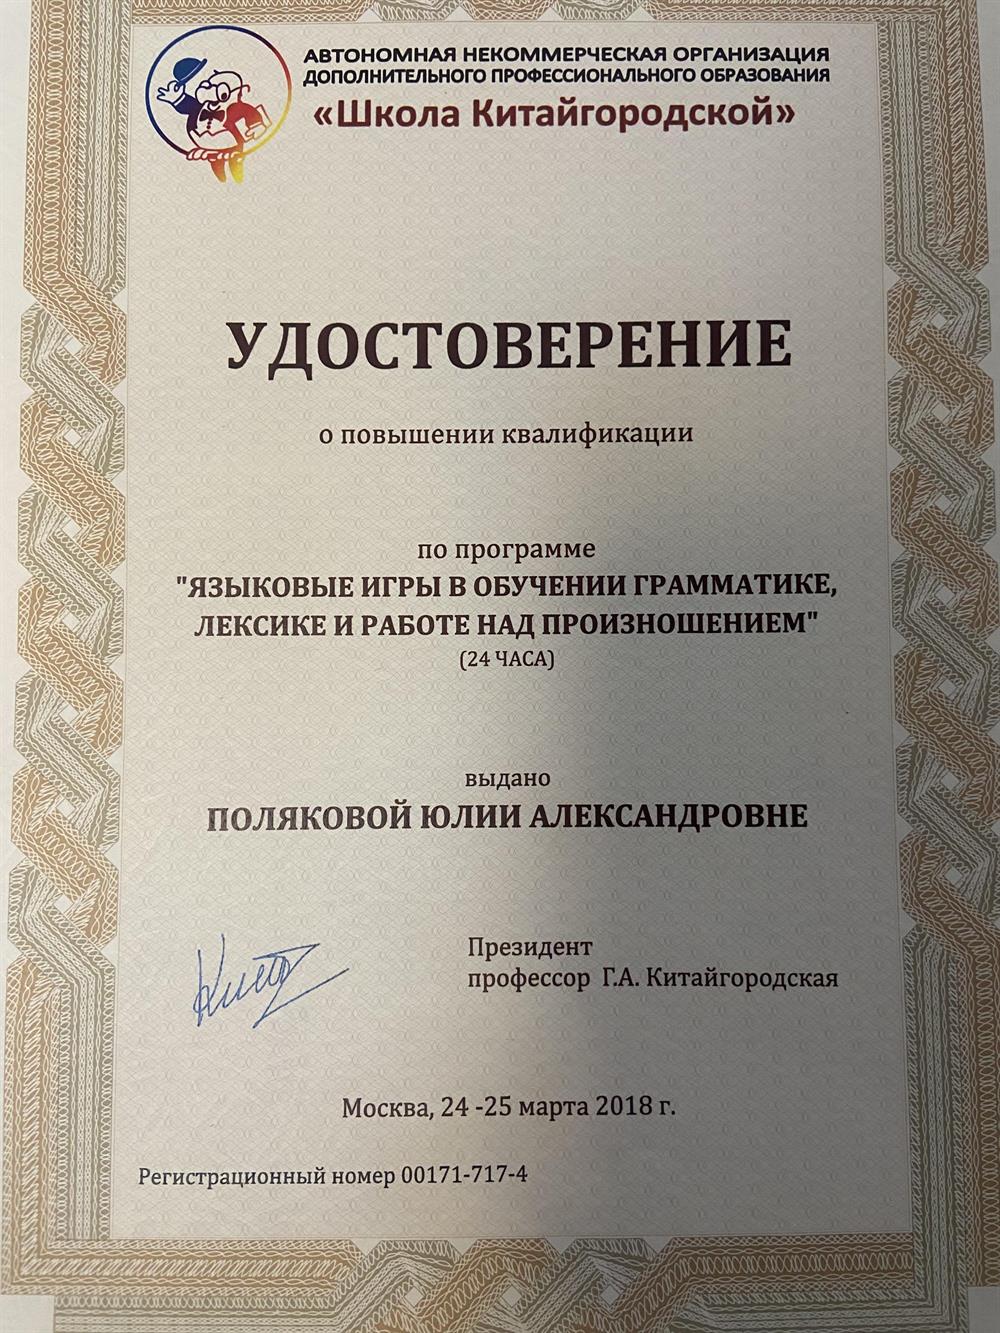 АВТОНОМНАЯ НЕКОММЕРЧЕСКАЯ ОРГАНИЗАЦИЯ
ДОПОЛНИТЕЛЬНОГО ПРОФЕССИОНАЛЬНОГО ОБРАЗОВАНИЯ
«Школа Китайгородской»
УДОСТОВЕРЕНИЕ
о повышении квалификации
по программе
"ЯЗЫКОВЫЕ ИГРЫ В ОБУЧЕНИИ ГРАММАТИКЕ,
ЛЕКСИКЕ И РАБОТЕ НАД ПРОИЗНОШЕНИЕМ"
(24 ЧАСА)
выдано
ПОЛЯКОВОЙ ЮЛИИ АЛЕКСАНДРОВНЕ
Президент
профессор Г.А. Китайгородская
Москва, 24 -25 марта 2018 г.
Регистрационный номер 00171-717-4